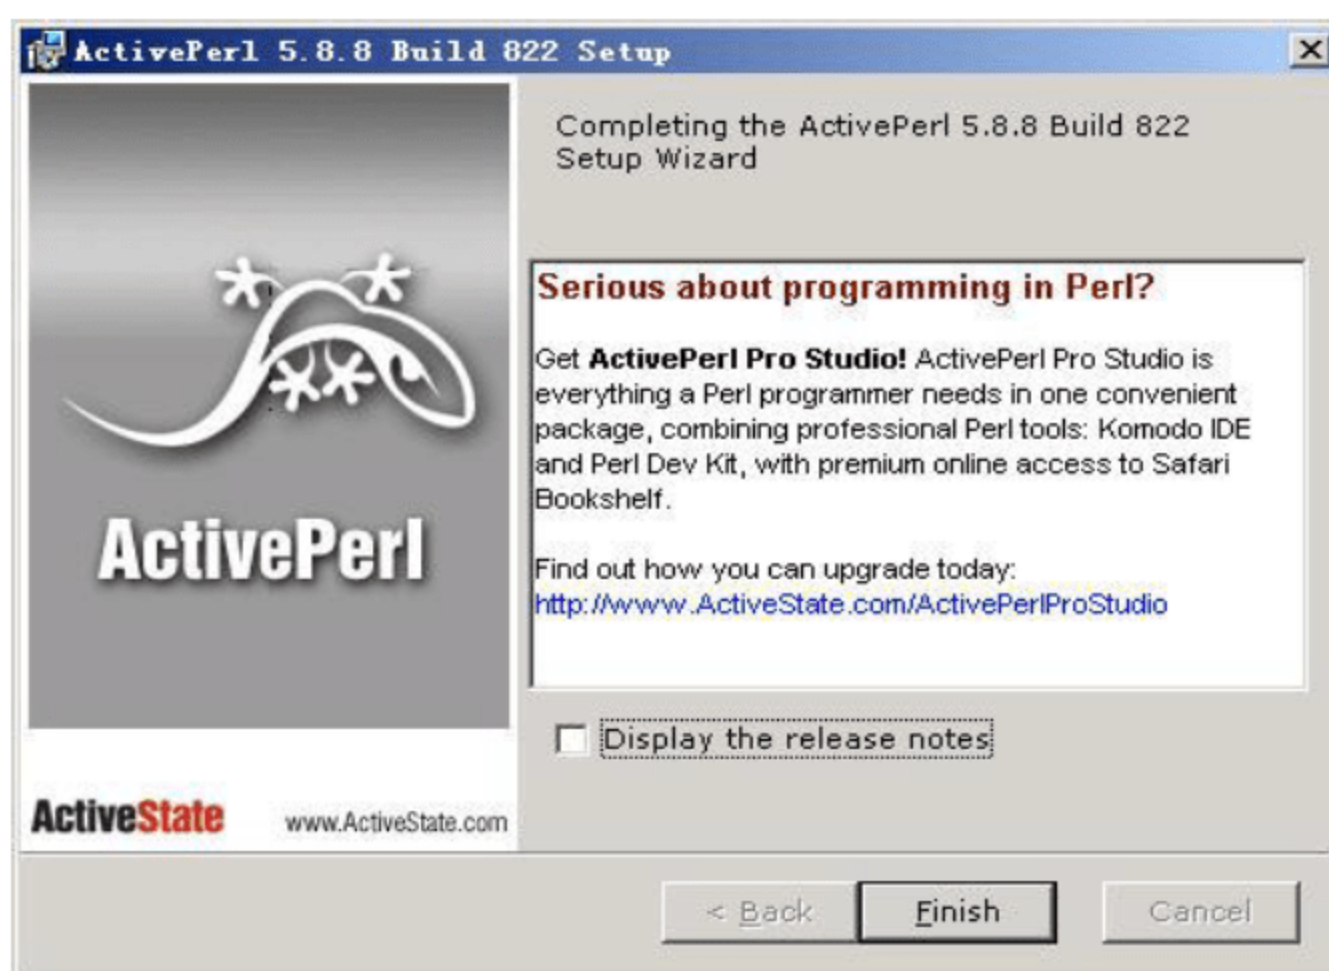 ActivePerl 5.8.8 Build 822 Setup
Completing the ActivePerl 5.8.8 Build 822
Setup Wizard
Serious about programming in Perl?
Get ActivePerl Pro Studio! ActivePerl Pro Studio is
everything a Perl programmer needs in one convenient
package, combining professional Perl tools: Komodo IDE
and Perl Dev Kit, with premium online access to Safari
Bookshelf.
Find out how you can upgrade today:
http://www.ActiveState.com/ActivePerlProStudio
ActivePerl
Display the release notes
ActiveState www.ActiveState.com
< Back Finish Cancel